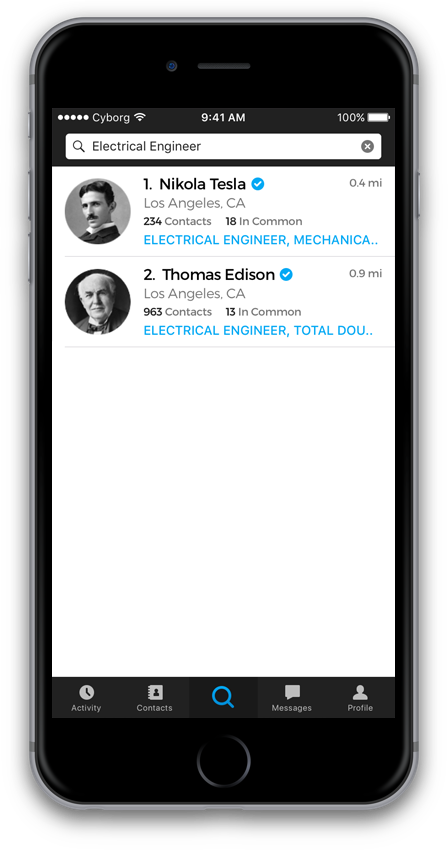 Cyborg 9:41 AM 100%
Electrical Engineer
1. Nikola Tesla 0.4 mi
Los Angeles, CA
234 Contacts 18 In Common
ELECTRICAL ENGINEER, MECHANICA..
2. Thomas Edison 0.9 mi
Los Angeles, CA
963 Contacts 13 In Common
ELECTRICAL ENGINEER, TOTAL DOU..
Activity Contacts Messages Profile